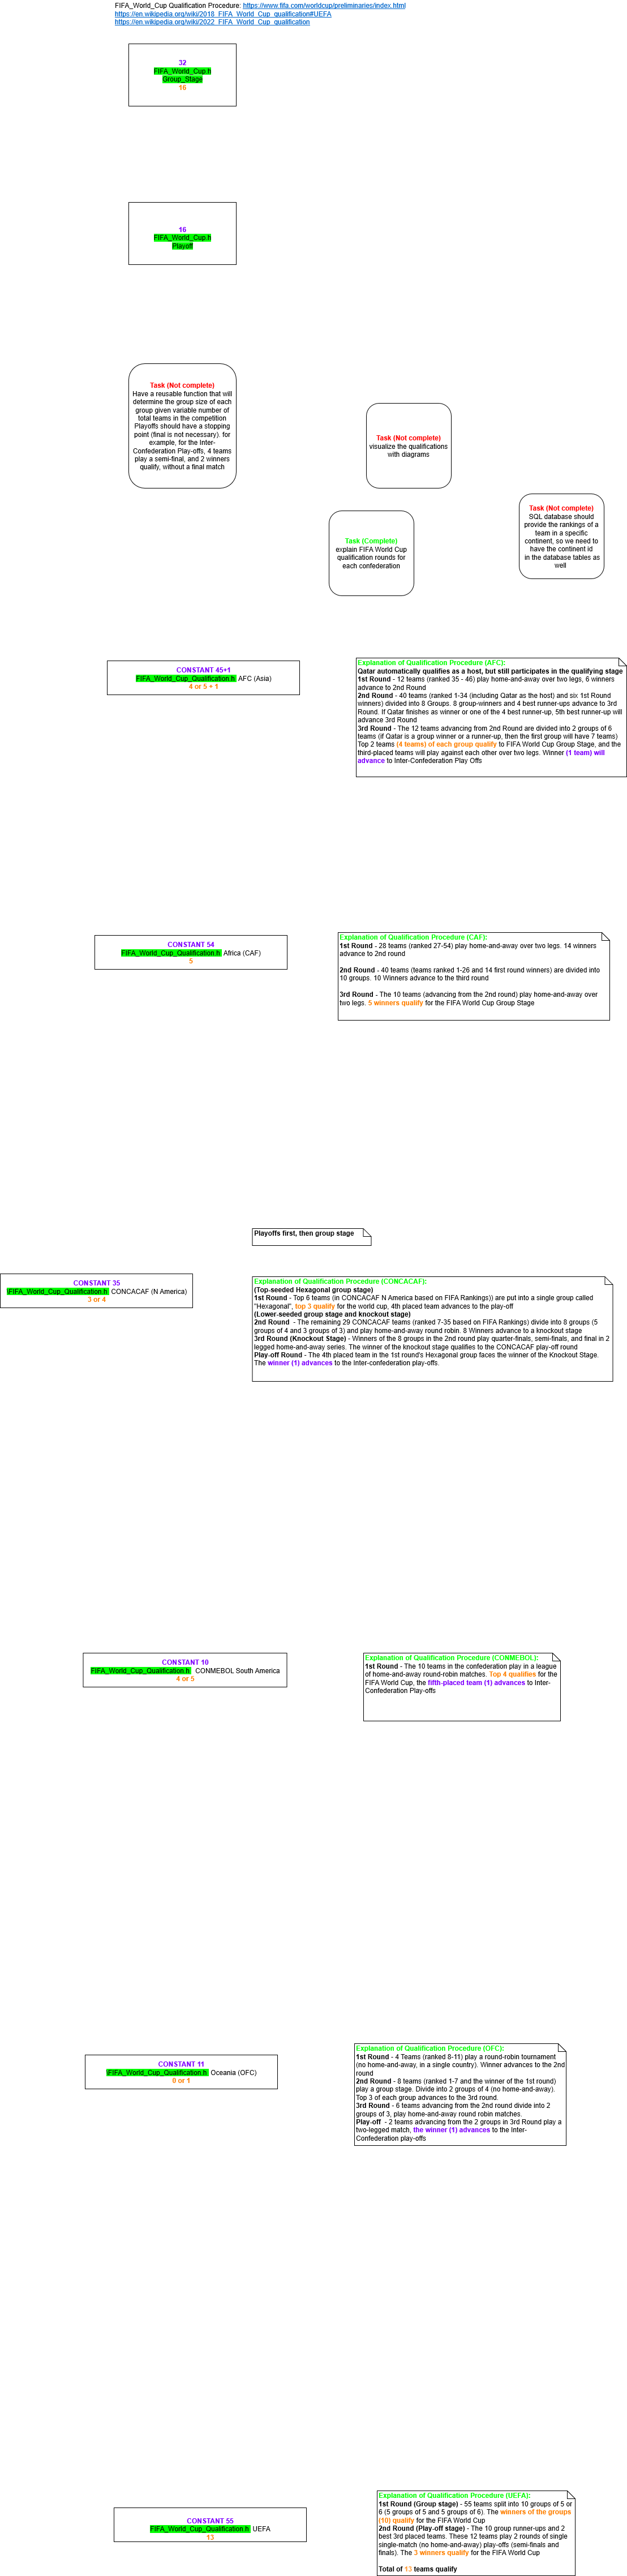 FIFA_World_Cup Qualification Procedure: https://www.fifa.com/worldcup/preliminaries/index.html
https://en.wikipedia.org/wiki/2018_FIFA_World_Cup_qualification#UEFA
https://en.wikipedia.org/wiki/2022_FIFA_World_Cup_qualification
32
FIFA_World_Cup.h
Group_Stage
16
16
FIFA_World_Cup.h
Playoff
Task (Not complete)
Have a reusable function that will
determine the group size of each
group given variable number of
total teams in the competition
Playoffs should have a stopping
point (final is not necessary). for
example, for the Inter-
Confederation Play-offs, 4 teams
play a semi-final, and 2 winners
qualify, without a final match
Task (Not complete)
visualize the qualifications
with diagrams
Task (Not complete)
SQL database should
provide the rankings of a
team in a specific
continent, so we need to
have the continent id
in the database tables as
well
Task (Complete)
explain FIFA World Cup
qualification rounds for
each confederation
CONSTANT 45+1
FIFA_World_Cup_Qualification.h AFC (Asia)
4 or 5 + 1
Explanation of Qualification Procedure (AFC):
Qatar automatically qualifies as a host, but still participates in the qualifying stage
1st Round - 12 teams (ranked 35 - 46) play home-and-away over two legs, 6 winners
advance to 2nd Round
2nd Round - 40 teams (ranked 1-34 (including Qatar as the host) and six 1st Round
winners) divided into 8 Groups. 8 group-winners and 4 best runner-ups advance to 3rd
Round. If Qatar finishes as winner or one of the 4 best runner-up, 5th best runner-up will
advance 3rd Round
3rd Round - The 12 teams advancing from 2nd Round are divided into 2 groups of 6
teams (if Qatar is a group winner or a runner-up, then the first group will have 7 teams)
Top 2 teams (4 teams) of each group qualify to FIFA World Cup Group Stage, and the
third-placed teams will play against each other over two legs. Winner (1 team) will
advance to Inter-Confederation Play Offs
CONSTANT 54
FIFA_World_Cup_Qualification.h Africa (CAF)
5
Explanation of Qualification Procedure (CAF):
1st Round - 28 teams (ranked 27-54) play home-and-away over two legs. 14 winners
advance to 2nd round
2nd Round - 40 teams (teams ranked 1-26 and 14 first round winners) are divided into
10 groups. 10 Winners advance to the third round
3rd Round - The 10 teams (advancing from the 2nd round) play home-and-away over
two legs. 5 winners qualify for the FIFA World Cup Group Stage
Playoffs first, then group stage
CONSTANT 35
\FIFA_World_Cup_Qualification.h CONCACAF (N America)
3 or 4
Explanation of Qualification Procedure (CONCACAF):
(Top-seeded Hexagonal group stage)
1st Round - Top 6 teams (in CONCACAF N America based on FIFA Rankings)) are put into a single group called
"Hexagonal", top 3 qualify for the world cup, 4th placed team advances to the play-off
(Lower-seeded group stage and knockout stage)
2nd Round - The remaining 29 CONCACAF teams (ranked 7-35 based on FIFA Rankings) divide into 8 groups (5
groups of 4 and 3 groups of 3) and play home-and-away round robin. 8 Winners advance to a knockout stage
3rd Round (Knockout Stage) - Winners of the 8 groups in the 2nd round play quarter-finals, semi-finals, and final in 2
legged home-and-away series. The winner of the knockout stage qualifies to the CONCACAF play-off round
Play-off Round - The 4th placed team in the 1st round's Hexagonal group faces the winner of the Knockout Stage.
The winner (1) advances to the Inter-confederation play-offs.
CONSTANT 10
FIFA_World_Cup_Qualification.h CONMEBOL South America
4 or 5
Explanation of Qualification Procedure (CONMEBOL):
1st Round - The 10 teams in the confederation play in a league
of home-and-away round-robin matches. Top 4 qualifies for the
FIFA World Cup, the fifth-placed team (1) advances to Inter-
Confederation Play-offs
CONSTANT 11
\FIFA_World_Cup_Qualification.h Oceania (OFC)
0 or 1
Explanation of Qualification Procedure (OFC):
1st Round - 4 Teams (ranked 8-11) play a round-robin tournament
(no home-and-away, in a single country). Winner advances to the 2nd
round
2nd Round - 8 teams (ranked 1-7 and the winner of the 1st round)
play a group stage. Divide into 2 groups of 4 (no home-and-away).
Top 3 of each group advances to the 3rd round.
3rd Round - 6 teams advancing from the 2nd round divide into 2
groups of 3, play home-and-away round robin matches.
Play-off - 2 teams advancing from the 2 groups in 3rd Round play a
two-legged match, the winner (1) advances to the Inter-
Confederation play-offs
CONSTANT 55
FIFA_World_Cup_Qualification.h UEFA
13
Explanation of Qualification Procedure (UEFA):
1st Round (Group stage) - 55 teams split into 10 groups of 5 or
6 (5 groups of 5 and 5 groups of 6). The winners of the groups
(10) qualify for the FIFA World Cup
2nd Round (Play-off stage) - The 10 group runner-ups and 2
best 3rd placed teams. These 12 teams play 2 rounds of single
single-match (no home-and-away) play-offs (semi-finals and
finals). The 3 winners qualify for the FIFA World Cup
Total of 13 teams qualify